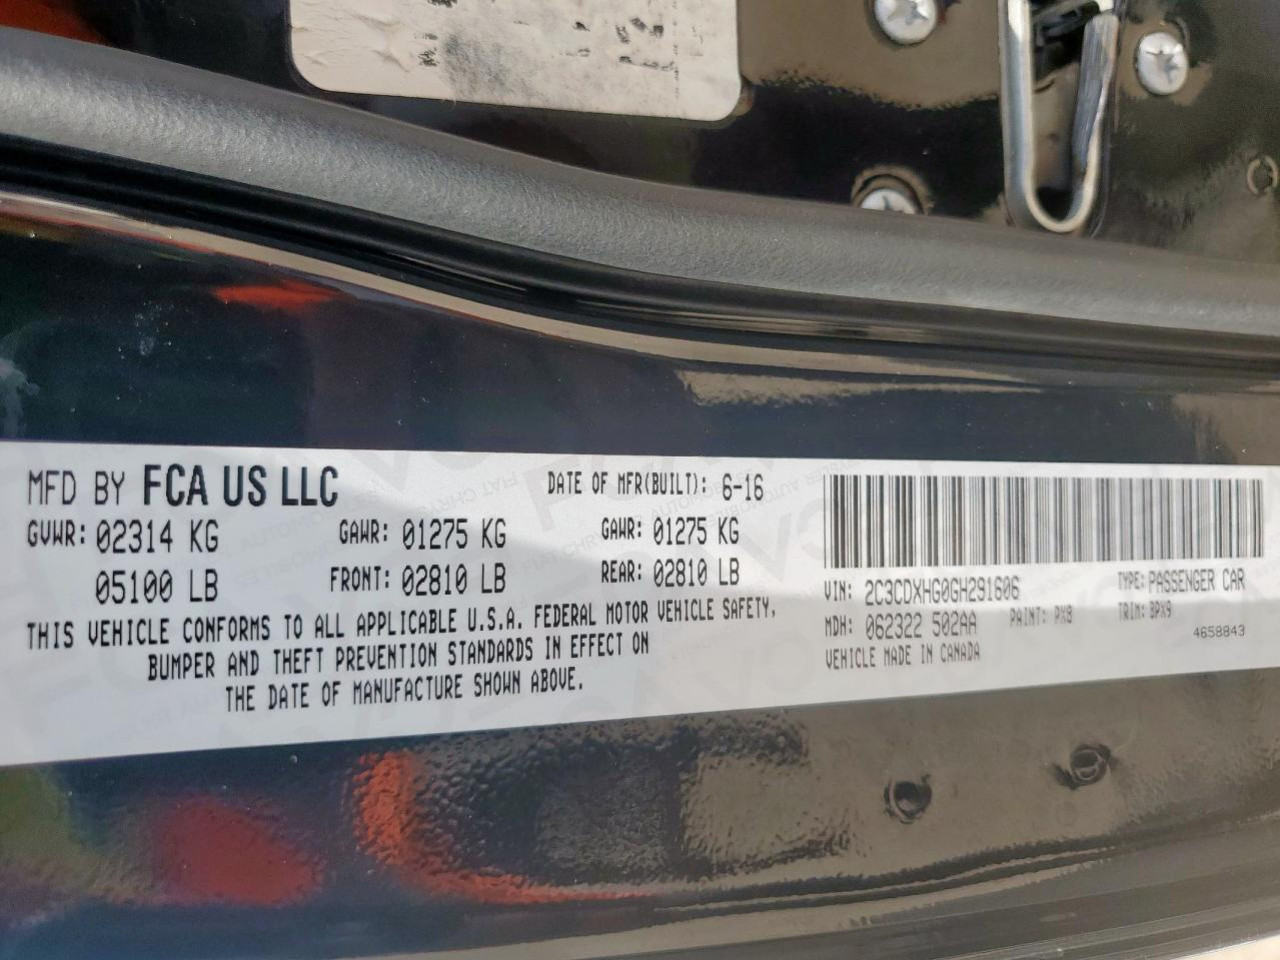 MFD BY FCA US LLC
DATE OF MFR(BUILT): 6-16
GVWR: 02314 KG
GAWR: 01275 KG
GAWR: 01275 KG
05100 LB
FRONT: 02810 LB
REAR: 02810 LB
THIS VEHICLE CONFORMS TO ALL APPLICABLE U.S.A. FEDERAL MOTOR VEHICLE SAFETY,
BUMPER AND THEFT PREVENTION STANDARDS IN EFFECT ON
THE DATE OF MANUFACTURE SHOWN ABOVE.
VIN: 2C3CDXHG0GH291606
TYPE: PASSENGER CAR
MDH: 062322 502AA
PAINT: PX8
TRIM: BPX9
VEHICLE MADE IN CANADA
4658843